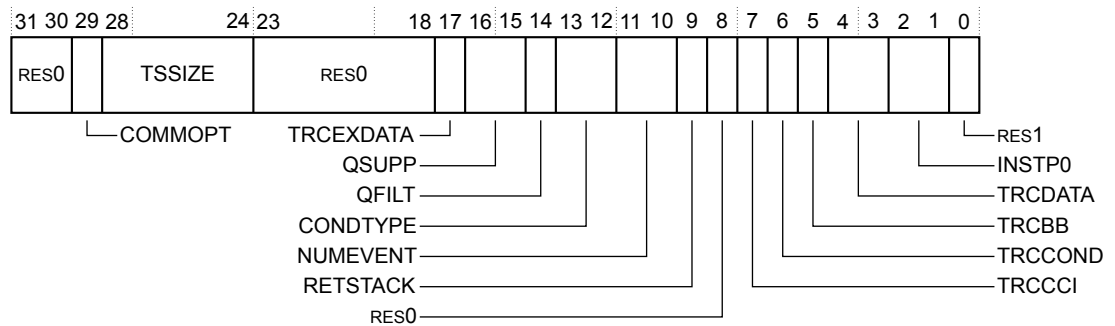 31 30 29 28 24 23 18 17 16 15 14 13 12 11 10 9 8 7 6 5 4 3 2 1 0
RES0 TSSIZE RES0
COMMOPT TRCEXDATA RES1
QSUPP INSTP0
QFILT TRCDATA
CONDTYPE TRCBB
NUMEVENT TRCCOND
RETSTACK TRCCCI
RES0